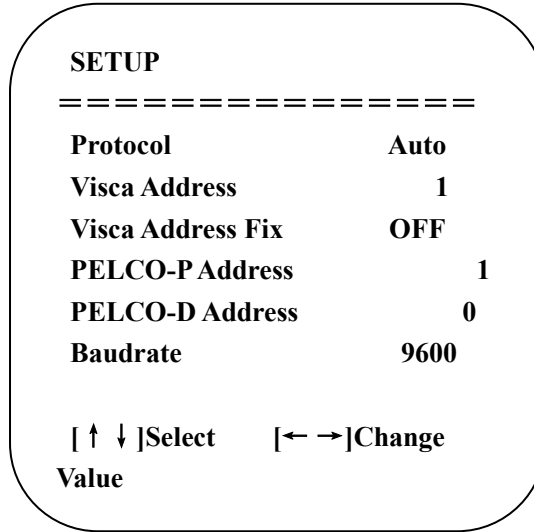 SETUP
===============
Protocol Auto
Visca Address 1
Visca Address Fix OFF
PELCO-P Address 1
PELCO-D Address 0
Baudrate 9600
[↑ ↓]Select [← →]Change
Value